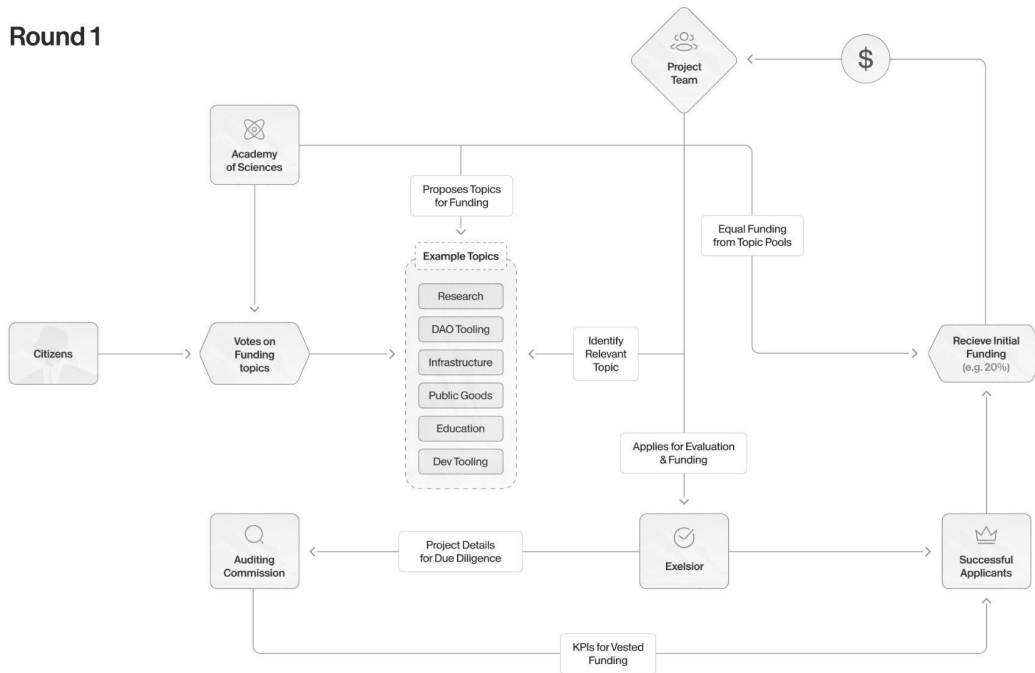 Round 1
Project
Team
$
Academy
of Sciences
Proposes Topics
for Funding
Equal Funding
from Topic Pools
Example Topics
Research
DAO Tooling
Infrastructure
Public Goods
Education
Dev Tooling
Citizens
Votes on
Funding
topics
Identify
Relevant
Topic
Recieve Initial
Funding
(e.g. 20%)
Applies for Evaluation
& Funding
Auditing
Commission
Project Details
for Due Diligence
Exelsior
Successful
Applicants
KPIs for Vested
Funding